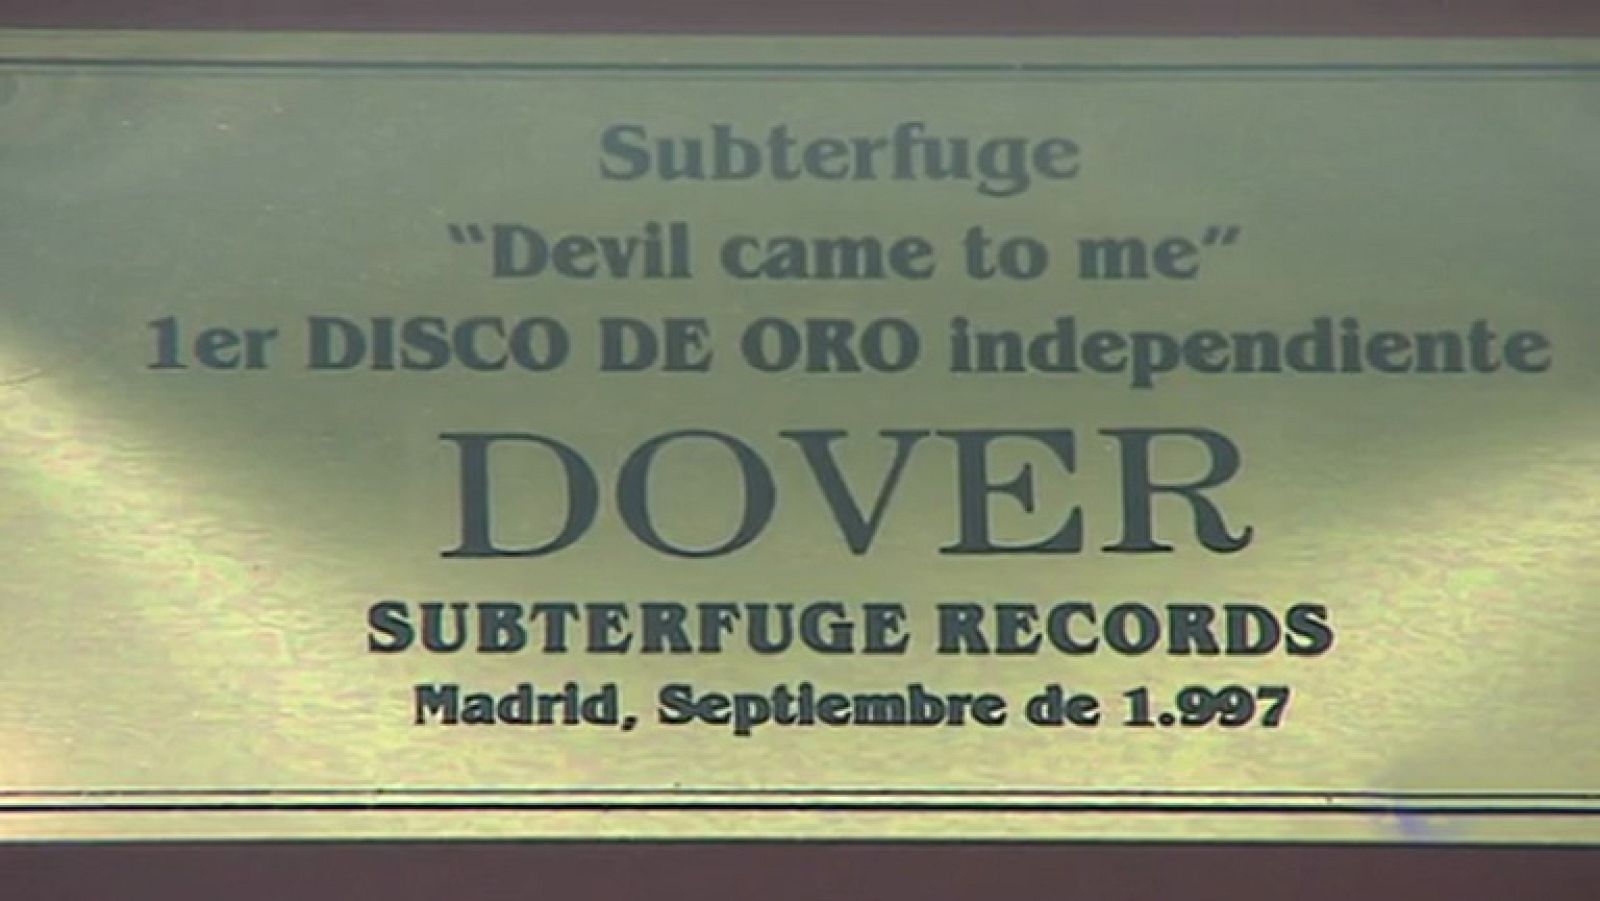 Subterfuge
"Devil came to me"
1er DISCO DE ORO independiente
DOVER
SUBTERFUGE RECORDS
Madrid, Septiembre de 1.997